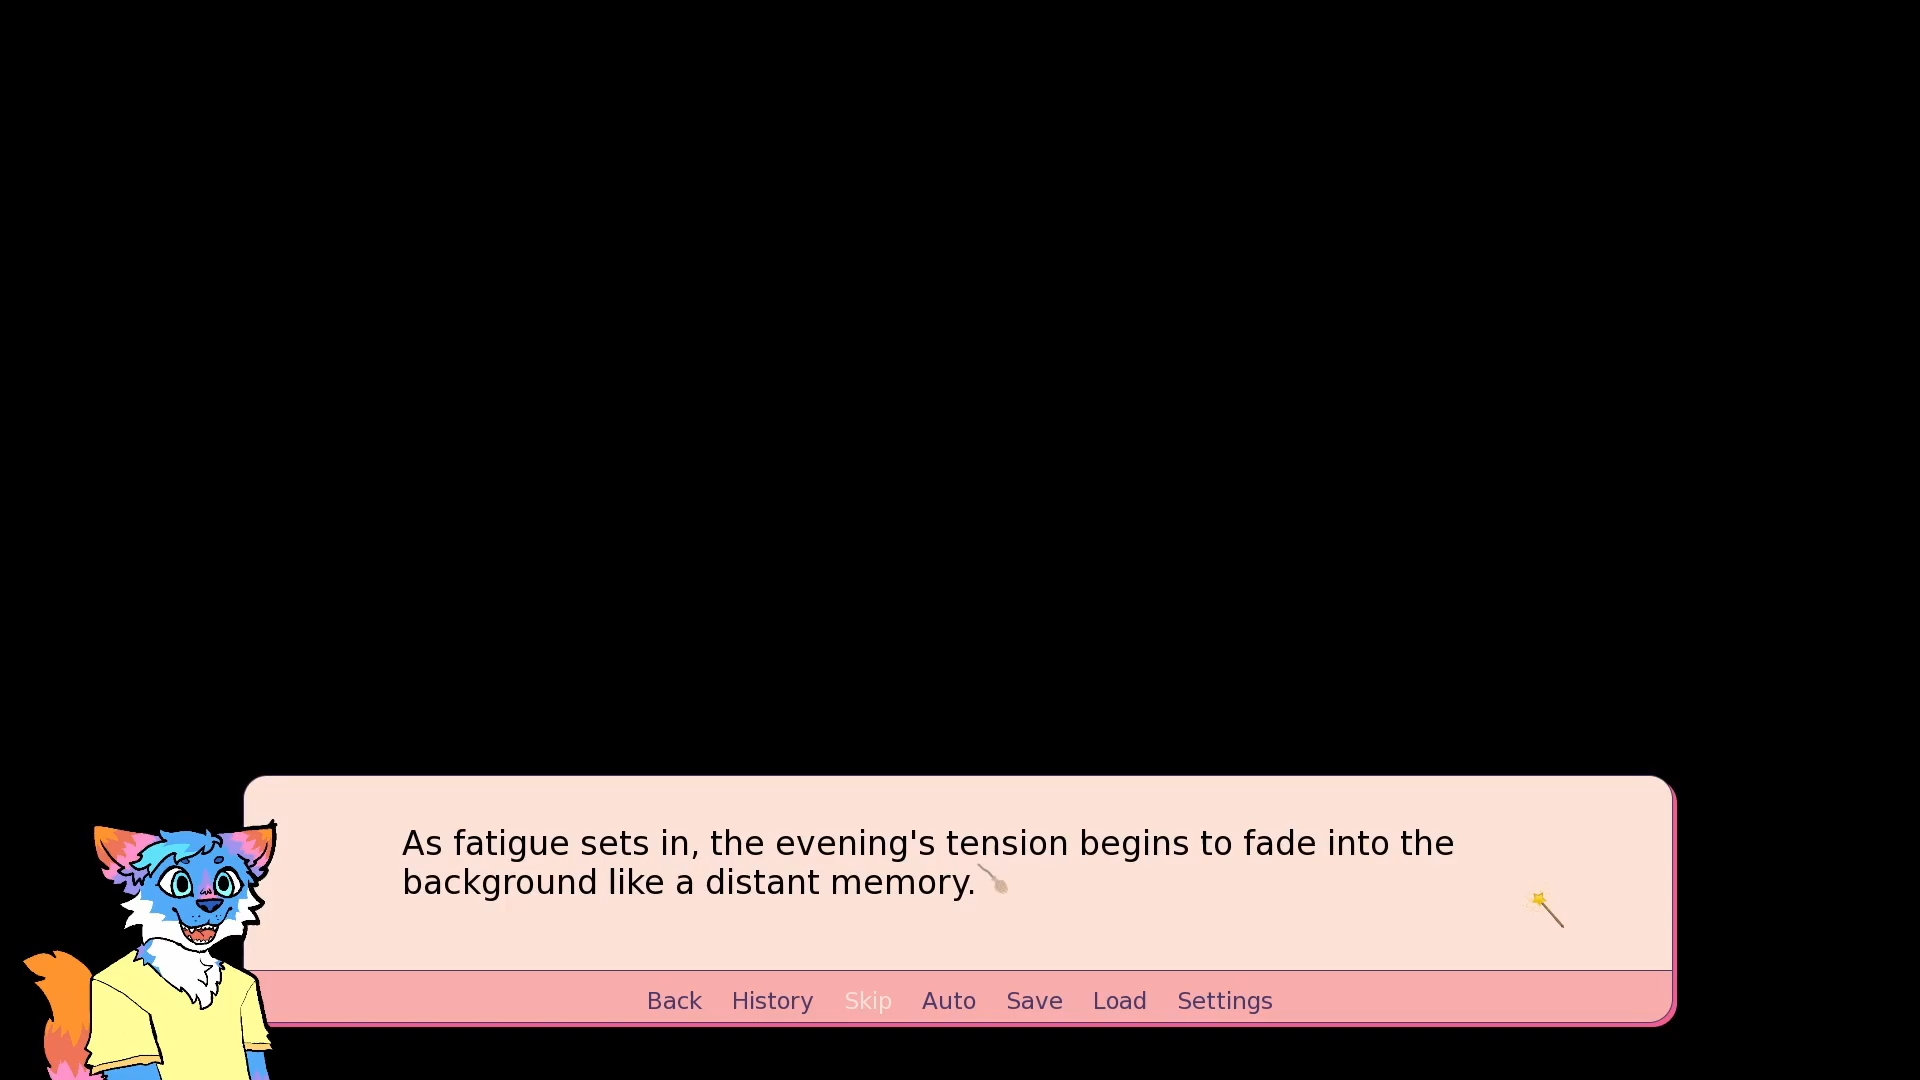 As fatigue sets in, the evening's tension begins to fade into the
background like a distant memory.
Back History Skip Auto Save Load Settings